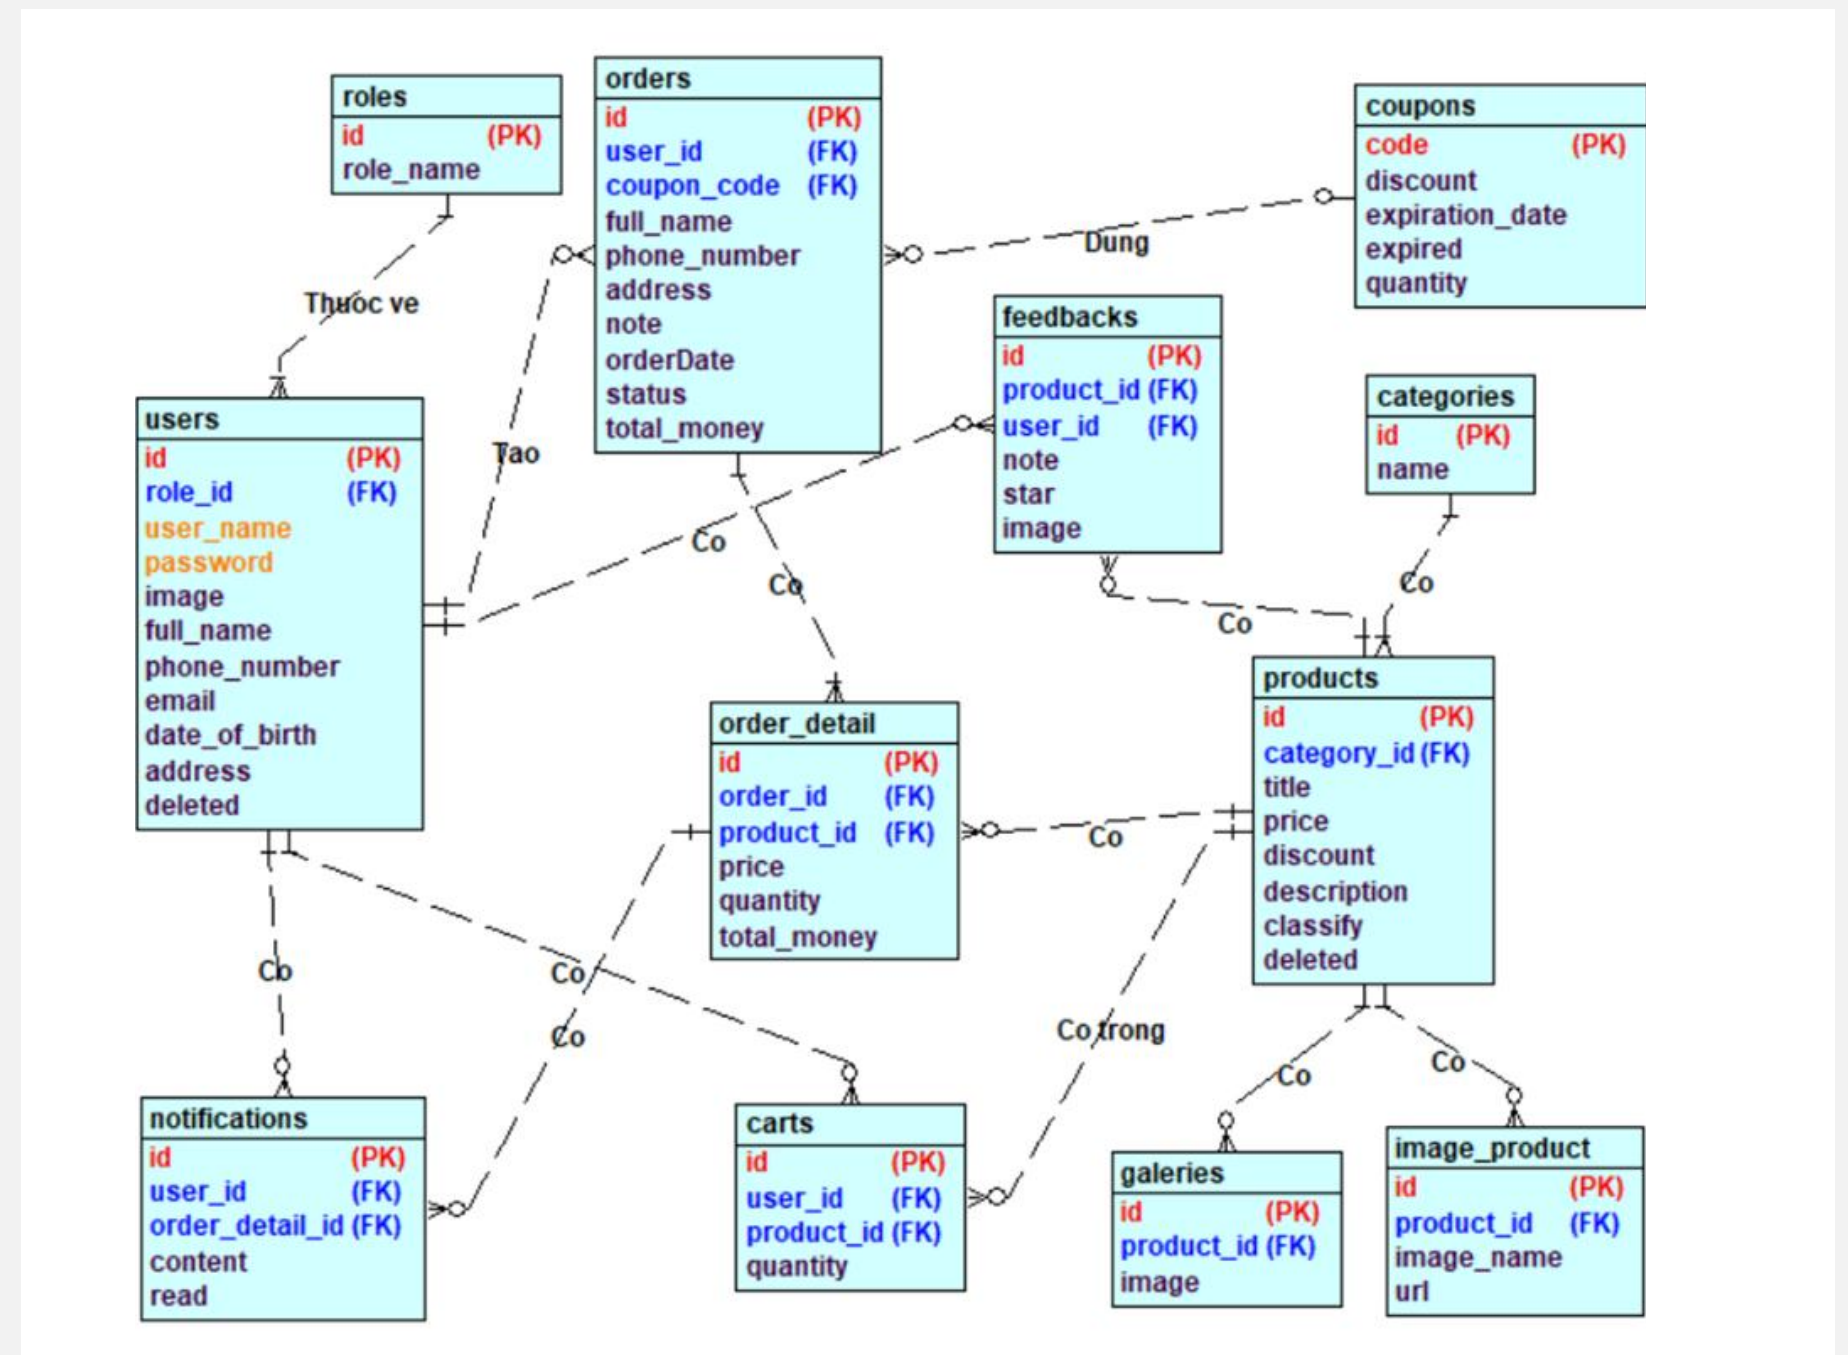 roles
id (PK)
role_name
orders
id (PK)
user_id (FK)
coupon_code (FK)
full_name
phone_number
address
note
orderDate
status
total_money
coupons
code (PK)
discount
expiration_date
expired
quantity
Dung
Thuoc ve
Tao
feedbacks
id (PK)
product_id (FK)
user_id (FK)
note
star
image
categories
id (PK)
name
users
id (PK)
role_id (FK)
user_name
password
image
full_name
phone_number
email
date_of_birth
address
deleted
Co
Co
Co
Co
order_detail
id (PK)
order_id (FK)
product_id (FK)
price
quantity
total_money
Co
products
id (PK)
category_id (FK)
title
price
discount
description
classify
deleted
Co
Co
Co
Co trong
Co
Co
notifications
id (PK)
user_id (FK)
order_detail_id (FK)
content
read
carts
id (PK)
user_id (FK)
product_id (FK)
quantity
galeries
id (PK)
product_id (FK)
image
image_product
id (PK)
product_id (FK)
image_name
url